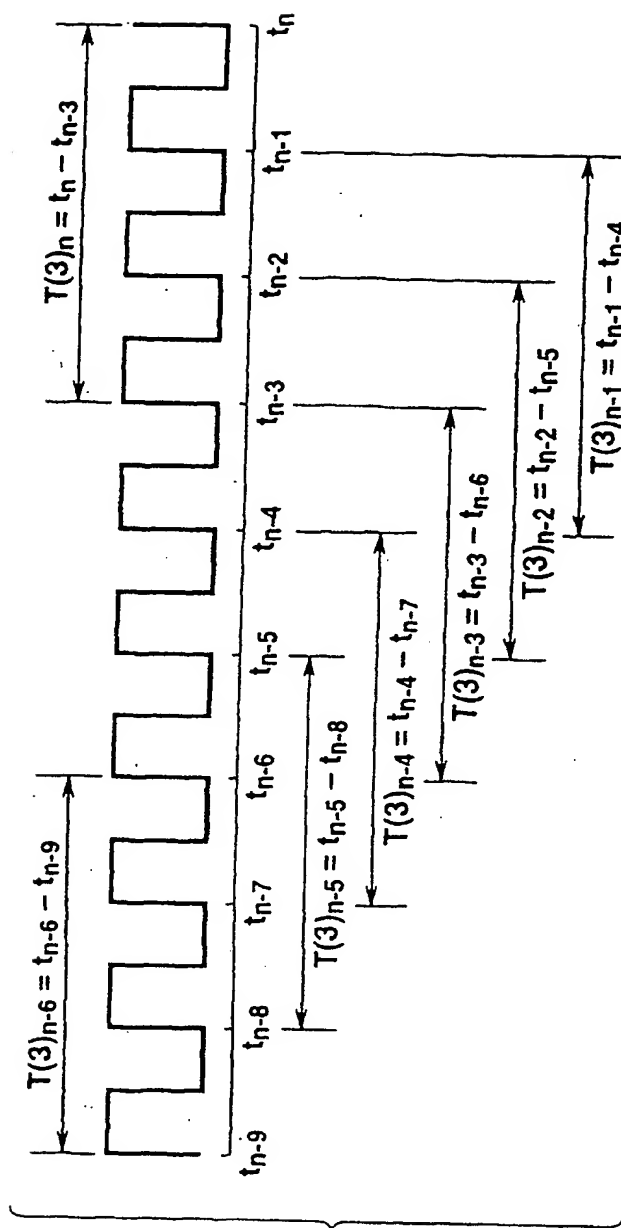 T(3)n-6 = tn-6 – tn-9
T(3)n = tn – tn-3
tn-9
tn-8
tn-7
tn-6
tn-5
tn-4
tn-3
tn-2
tn-1
tn
T(3)n-5 = tn-5 – tn-8
T(3)n-4 = tn-4 – tn-7
T(3)n-3 = tn-3 – tn-6
T(3)n-2 = tn-2 – tn-5
T(3)n-1 = tn-1 – tn-4